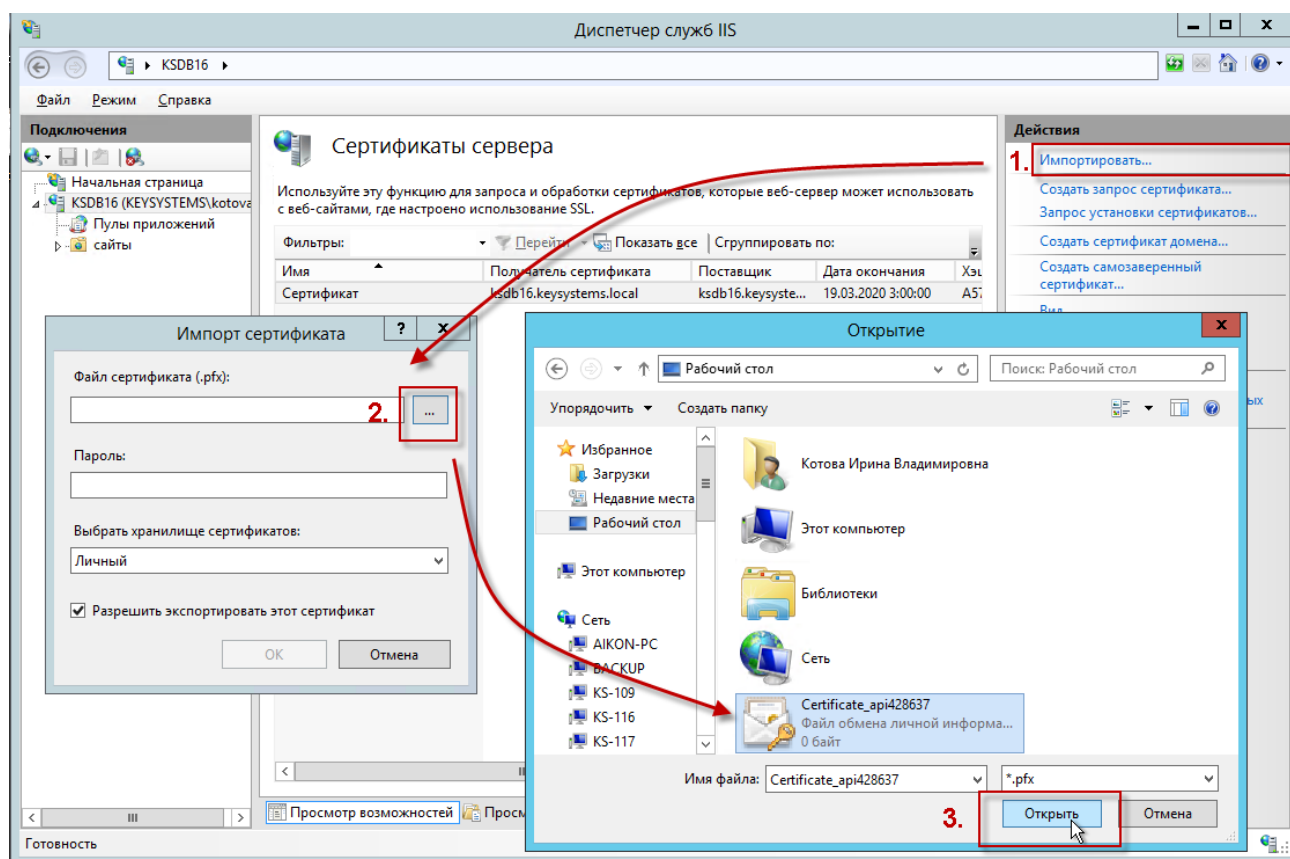 Диспетчер служб IIS
KSDB16
Файл Режим Справка
Подключения
Начальная страница
KSDB16 (KEYSYSTEMS\kotova
Пулы приложений
сайты
Сертификаты сервера
Используйте эту функцию для запроса и обработки сертификатов, которые веб-сервер может использовать
с веб-сайтами, где настроено использование SSL.
Фильтры: Перейти Показать все Сгруппировать по:
Имя Получатель сертификата Поставщик Дата окончания Хэш
Сертификат ksdb16.keysystems.local ksdb16.keysyste... 19.03.2020 3:00:00 A57
Действия
1. Импортировать...
Создать запрос сертификата...
Запрос установки сертификатов...
Создать сертификат домена...
Создать самозаверенный
сертификат...
Вид
ых
Импорт сертификата ? x
Файл сертификата (.pfx):
2. ...
Пароль:
Выбрать хранилище сертификатов:
Личный
Разрешить экспортировать этот сертификат
OK Отмена
Открытие x
Рабочий стол Поиск: Рабочий стол
Упорядочить Создать папку
Избранное
Загрузки
Недавние места
Рабочий стол
Этот компьютер
Сеть
AIKON-PC
BACKUP
KS-109
KS-116
KS-117
Котова Ирина Владимировна
Этот компьютер
Библиотеки
Сеть
Certificate_api428637
Файл обмена личной информа...
0 байт
Имя файла: Certificate_api428637 *.pfx
3. Открыть Отмена
Просмотр возможностей Просм
Готовность